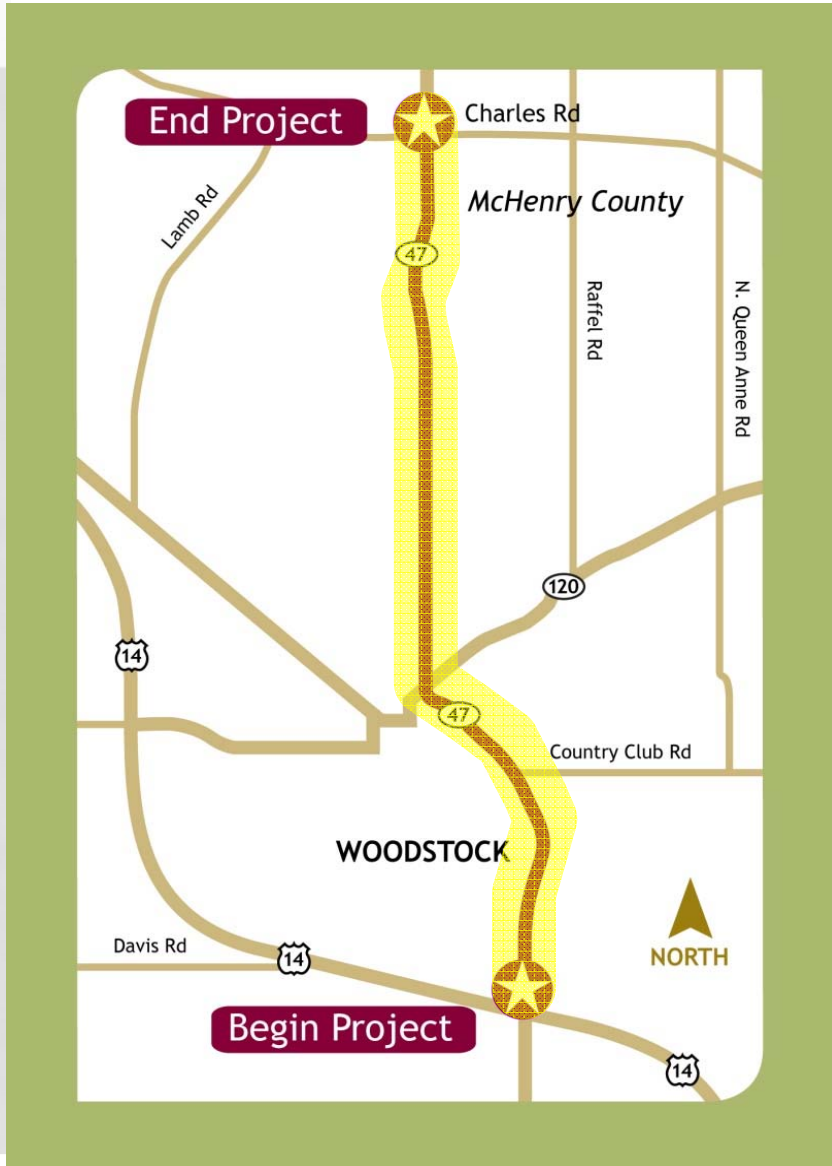 End Project
Charles Rd
McHenry County
Lamb Rd
47
Raffel Rd
N. Queen Anne Rd
120
14
47
Country Club Rd
WOODSTOCK
Davis Rd
14
NORTH
Begin Project
14